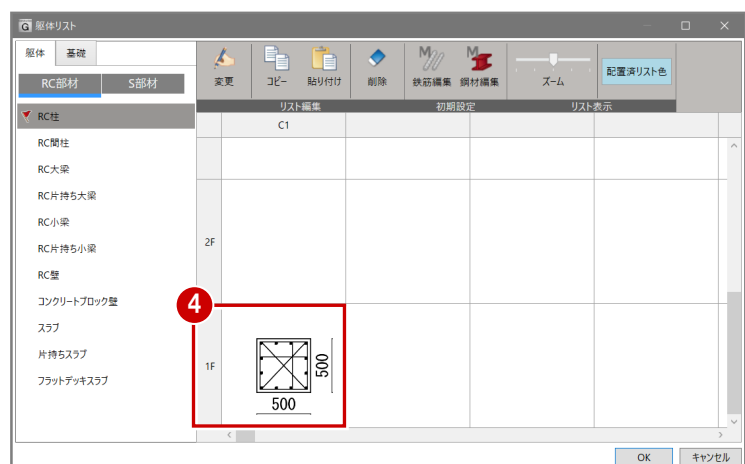 G 躯体リスト
躯体 基礎
RC部材 S部材
変更 コピー 貼り付け 削除 鉄筋編集 鋼材編集 ズーム 配置済リスト色
リスト編集 初期設定 リスト表示
RC柱
RC間柱
RC大梁
RC片持ち大梁
RC小梁
RC片持ち小梁
RC壁
コンクリートブロック壁
スラブ
片持ちスラブ
フラットデッキスラブ
C1
2F
4
1F
500
500
OK キャンセル